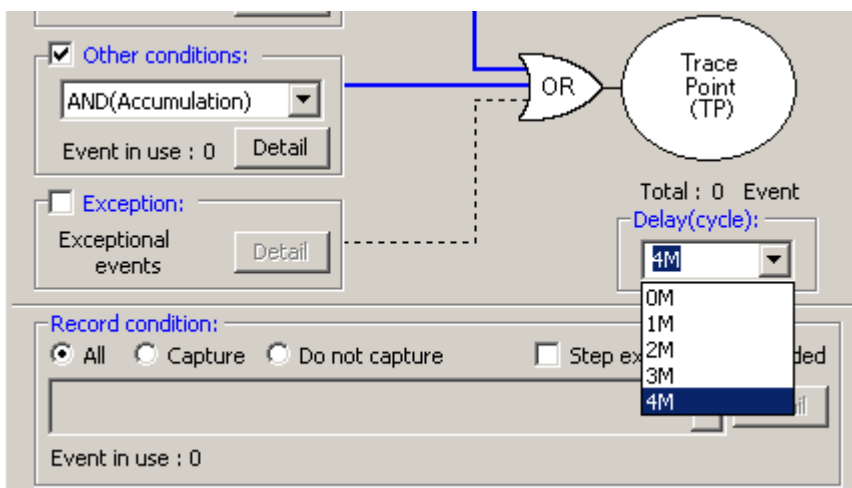 Other conditions:
AND(Accumulation)
Event in use : 0 Detail
Exception:
Exceptional
events
Detail
OR
Trace
Point
(TP)
Total : 0 Event
Delay(cycle):
4M
0M
1M
2M
3M
4M
Record condition:
All Capture Do not capture Step ex
Event in use : 0